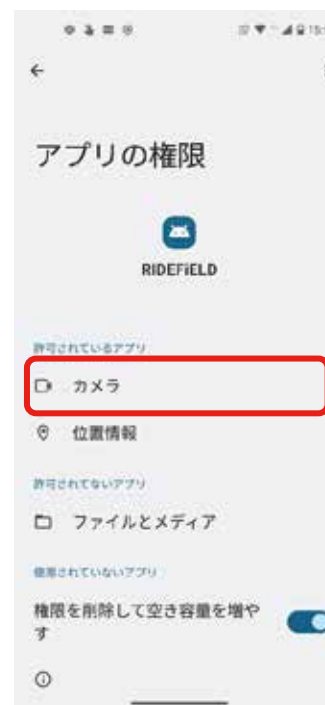 アプリの権限
RIDEFiELD
許可されているアプリ
カメラ
位置情報
許可されてないアプリ
ファイルとメディア
使用されていないアプリ
権限を削除して空き容量を増や
す